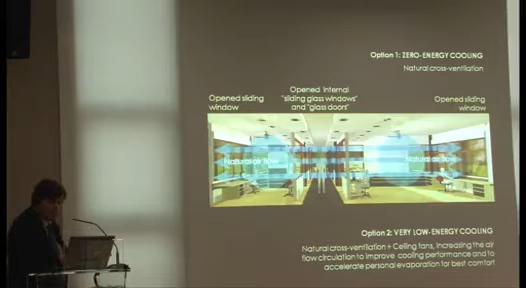 Option 1: ZERO-ENERGY COOLING
Natural cross-ventilation
Opened sliding
window
Opened internal
"sliding glass windows"
and "glass doors"
Opened sliding
window
Natural air flow
Natural air flow
Option 2: VERY LOW-ENERGY COOLING
Natural cross-ventilation + Ceiling fans, increasing the air
flow circulation to improve cooling performance and to
accelerate personal evaporation for best comfort